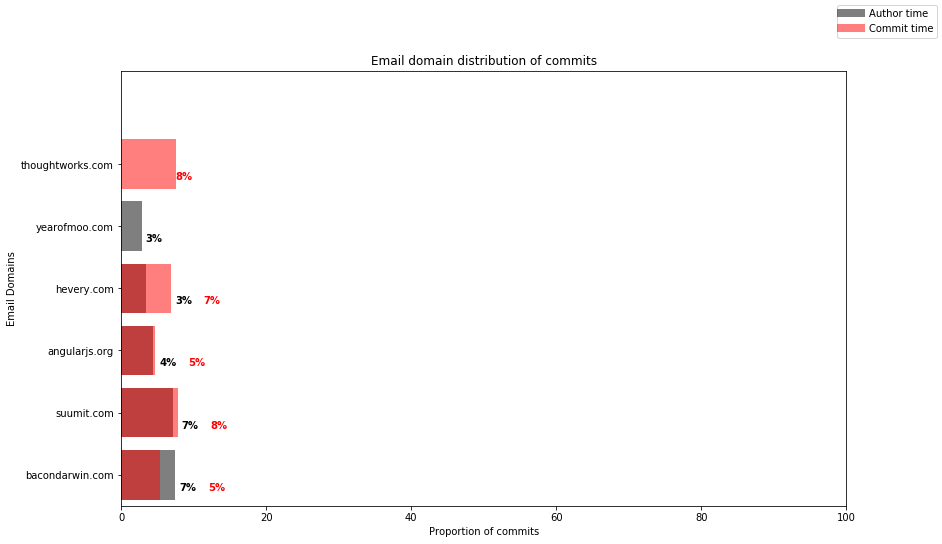 Author time
Commit time
Email domain distribution of commits
thoughtworks.com
8%
yearofmoo.com
3%
hevery.com
3% 7%
angularjs.org
4% 5%
suumit.com
7% 8%
bacondarwin.com
7% 5%
Email Domains
0 20 40 60 80 100
Proportion of commits